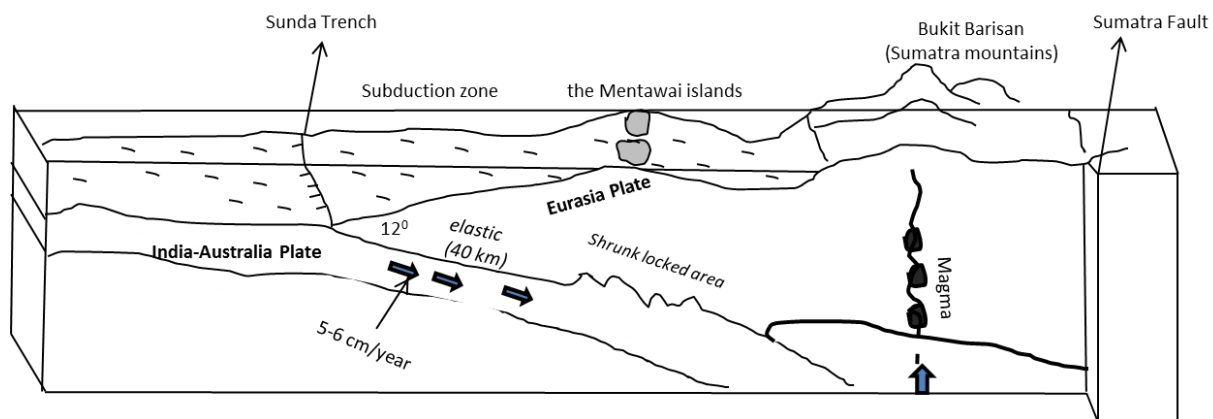 Sunda Trench
Bukit Barisan
(Sumatra mountains)
Sumatra Fault
Subduction zone
the Mentawai islands
Eurasia Plate
12⁰
elastic
(40 km)
Shrunk locked area
India-Australia Plate
5-6 cm/year
Magma